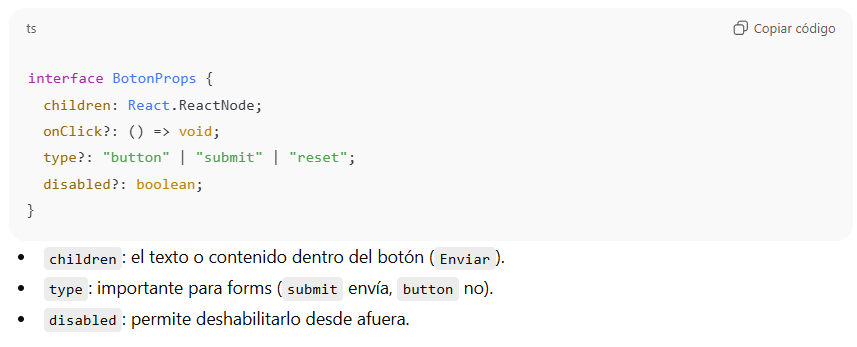 ts
Copiar código
interface BotonProps {
  children: React.ReactNode;
  onClick?: () => void;
  type?: "button" | "submit" | "reset";
  disabled?: boolean;
}
• children: el texto o contenido dentro del botón (Enviar).
• type: importante para forms (submit envía, button no).
• disabled: permite deshabilitarlo desde afuera.